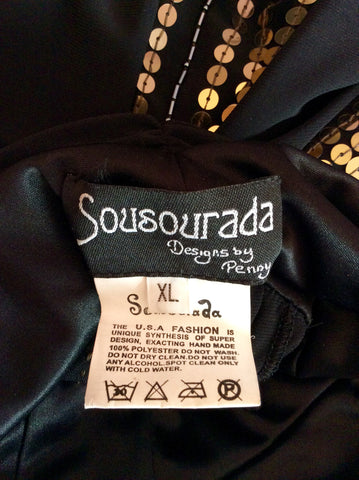 Sousourada
Designs by
Penny
XL
THE U.S.A FASHION IS
UNIQUE SYNTHESIS OF SUPER
DESIGN, EXACTING HAND MADE
100% POLYESTER DO NOT WASH.
DO NOT DRY CLEAN.DO NOT USE
ANY ALCOHOL.SPOT CLEAN ONLY
WITH COLD WATER.
30 P